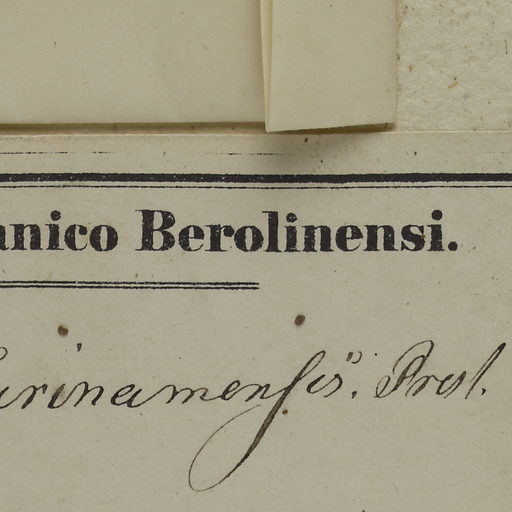 anico Berolinensi.
urinamensis. Presl.